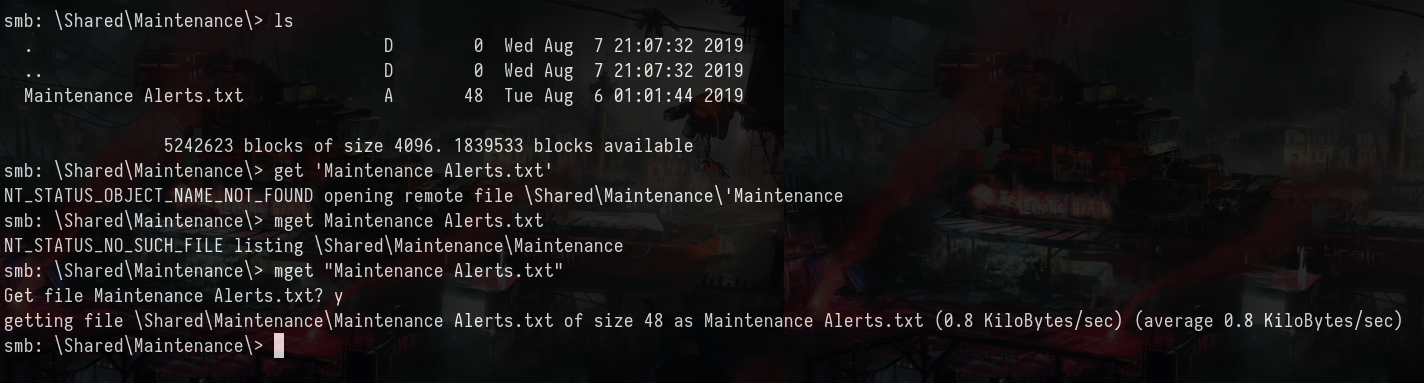 smb: \Shared\Maintenance\> ls
  .                                   D        0  Wed Aug  7 21:07:32 2019
  ..                                  D        0  Wed Aug  7 21:07:32 2019
  Maintenance Alerts.txt              A       48  Tue Aug  6 01:01:44 2019
                5242623 blocks of size 4096. 1839533 blocks available
smb: \Shared\Maintenance\> get 'Maintenance Alerts.txt'
NT_STATUS_OBJECT_NAME_NOT_FOUND opening remote file \Shared\Maintenance\'Maintenance
smb: \Shared\Maintenance\> mget Maintenance Alerts.txt
NT_STATUS_NO_SUCH_FILE listing \Shared\Maintenance\Maintenance
smb: \Shared\Maintenance\> mget "Maintenance Alerts.txt"
Get file Maintenance Alerts.txt? y
getting file \Shared\Maintenance\Maintenance Alerts.txt of size 48 as Maintenance Alerts.txt (0.8 KiloBytes/sec) (average 0.8 KiloBytes/sec)
smb: \Shared\Maintenance\>